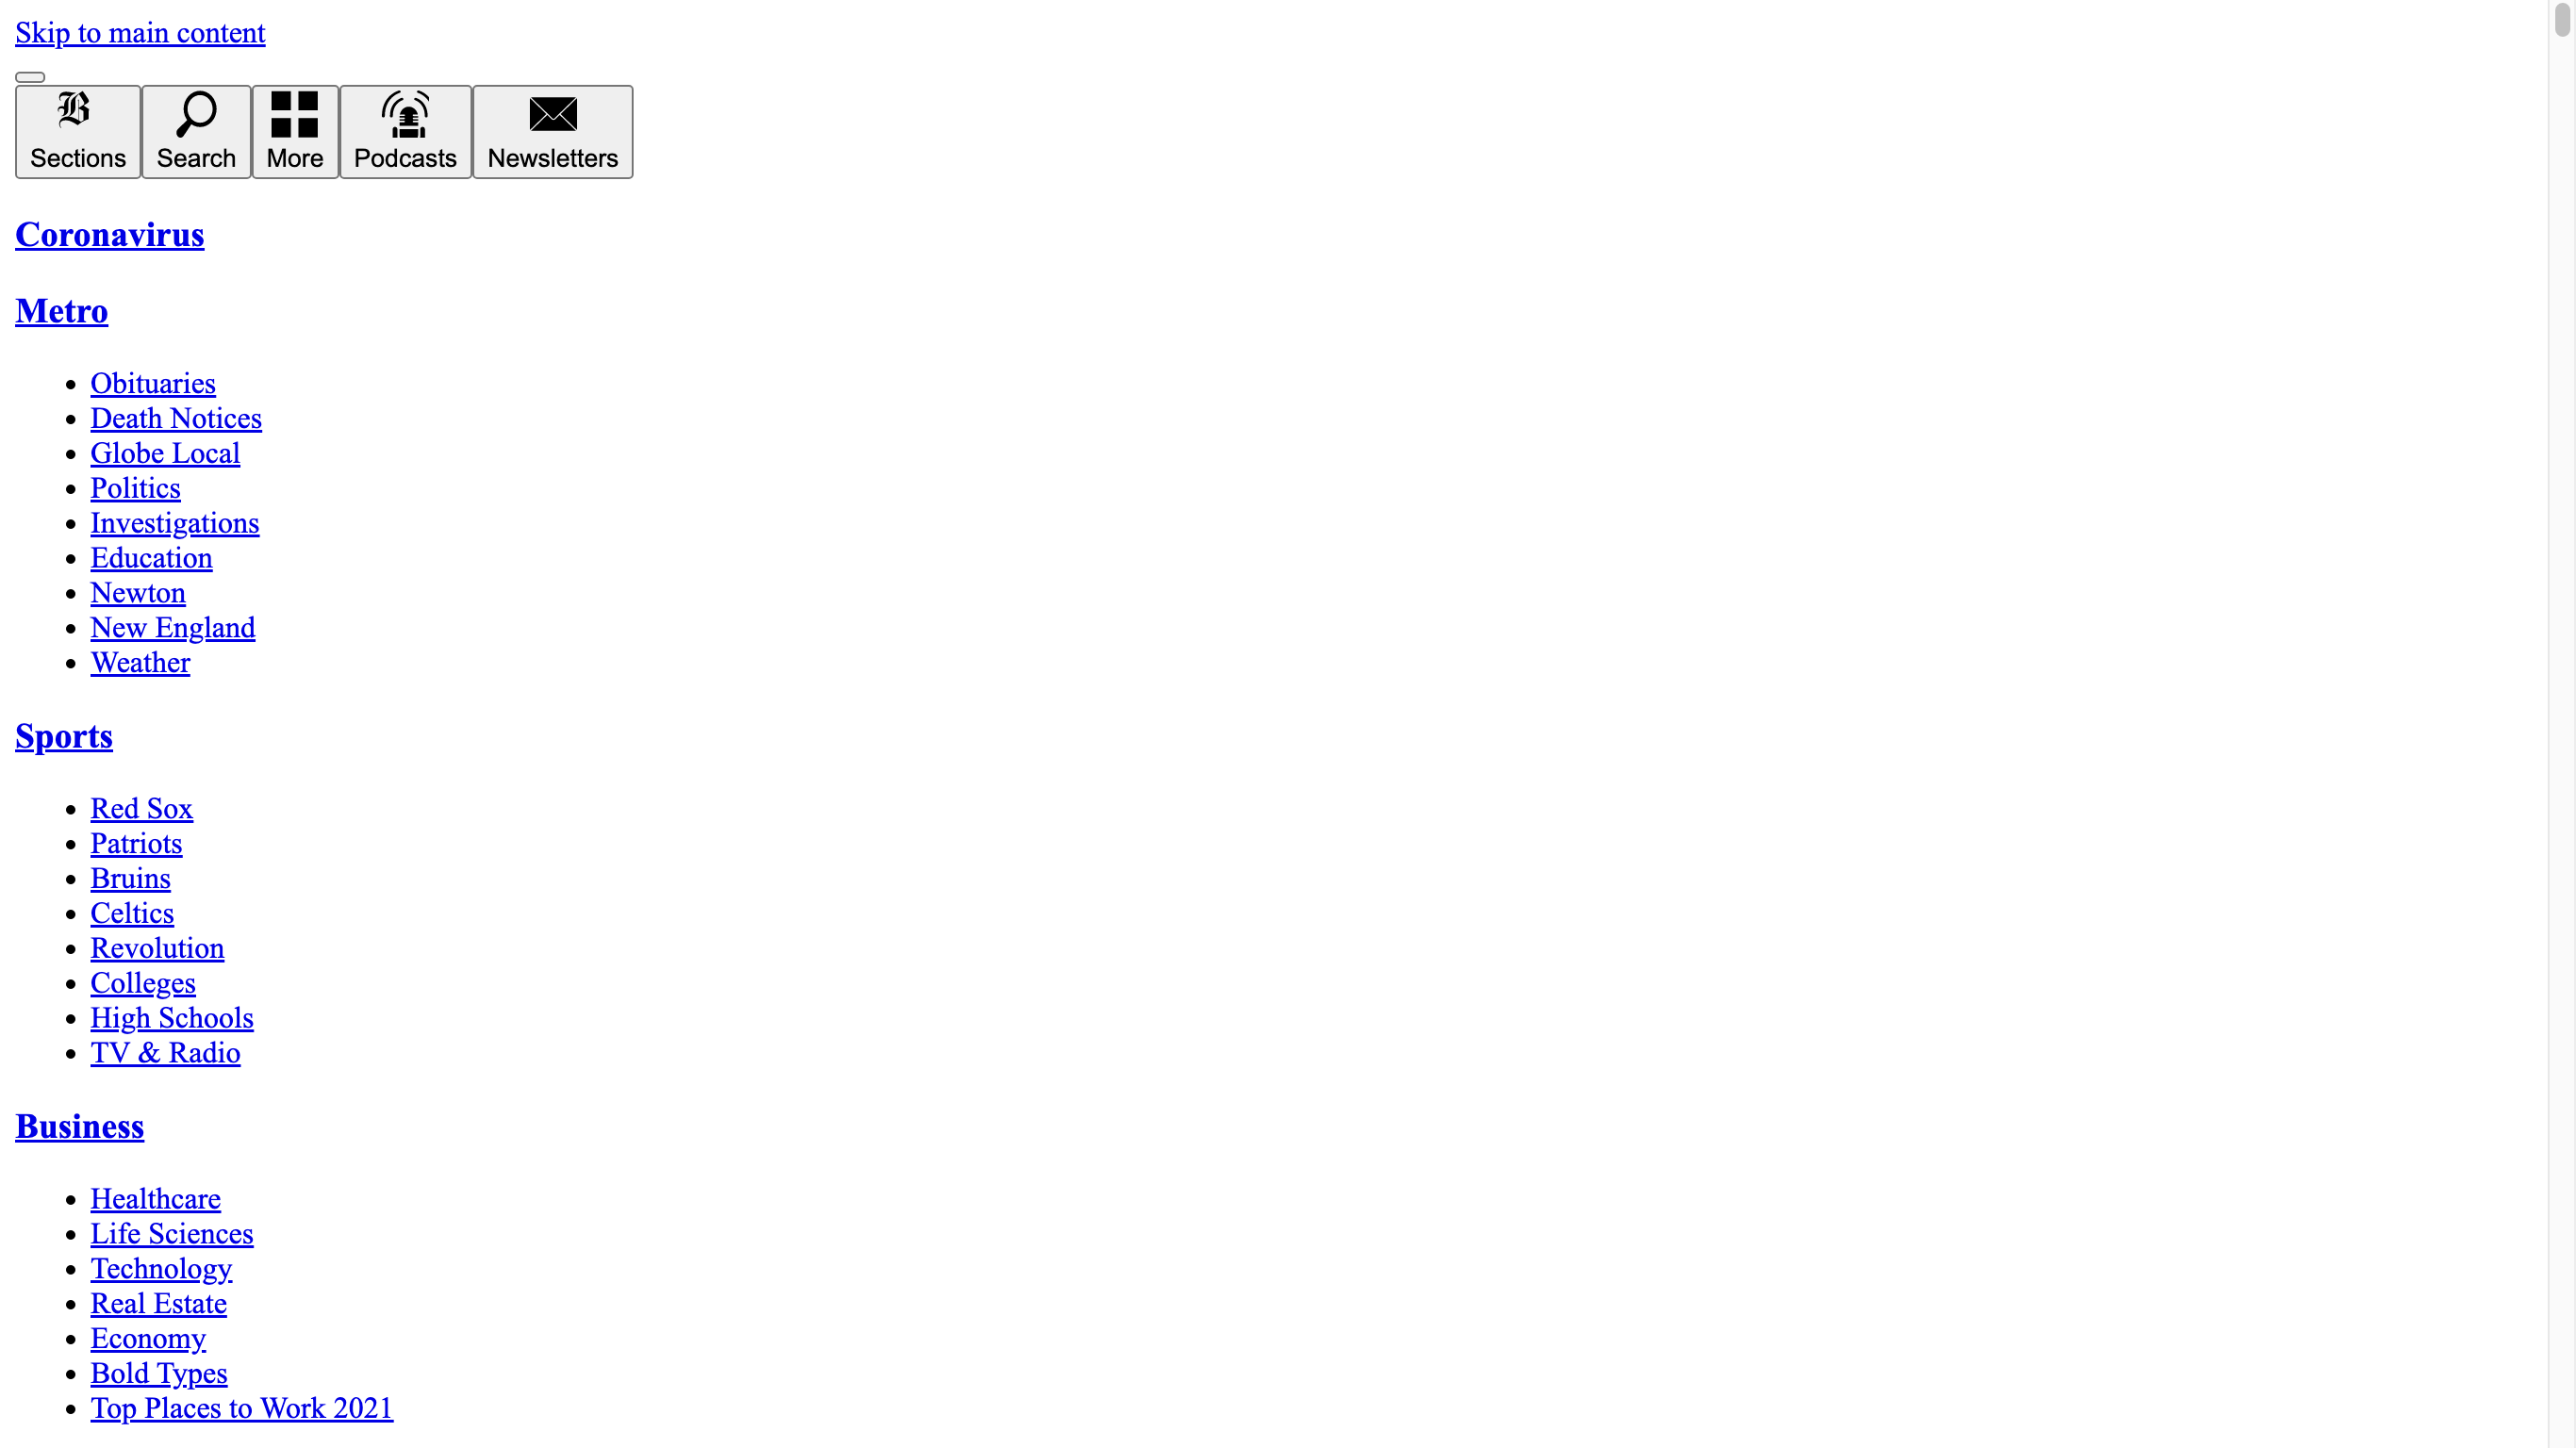 Skip to main content
B
Sections Search More Podcasts Newsletters
Coronavirus
Metro
Obituaries
Death Notices
Globe Local
Politics
Investigations
Education
Newton
New England
Weather
Sports
Red Sox
Patriots
Bruins
Celtics
Revolution
Colleges
High Schools
TV & Radio
Business
Healthcare
Life Sciences
Technology
Real Estate
Economy
Bold Types
Top Places to Work 2021